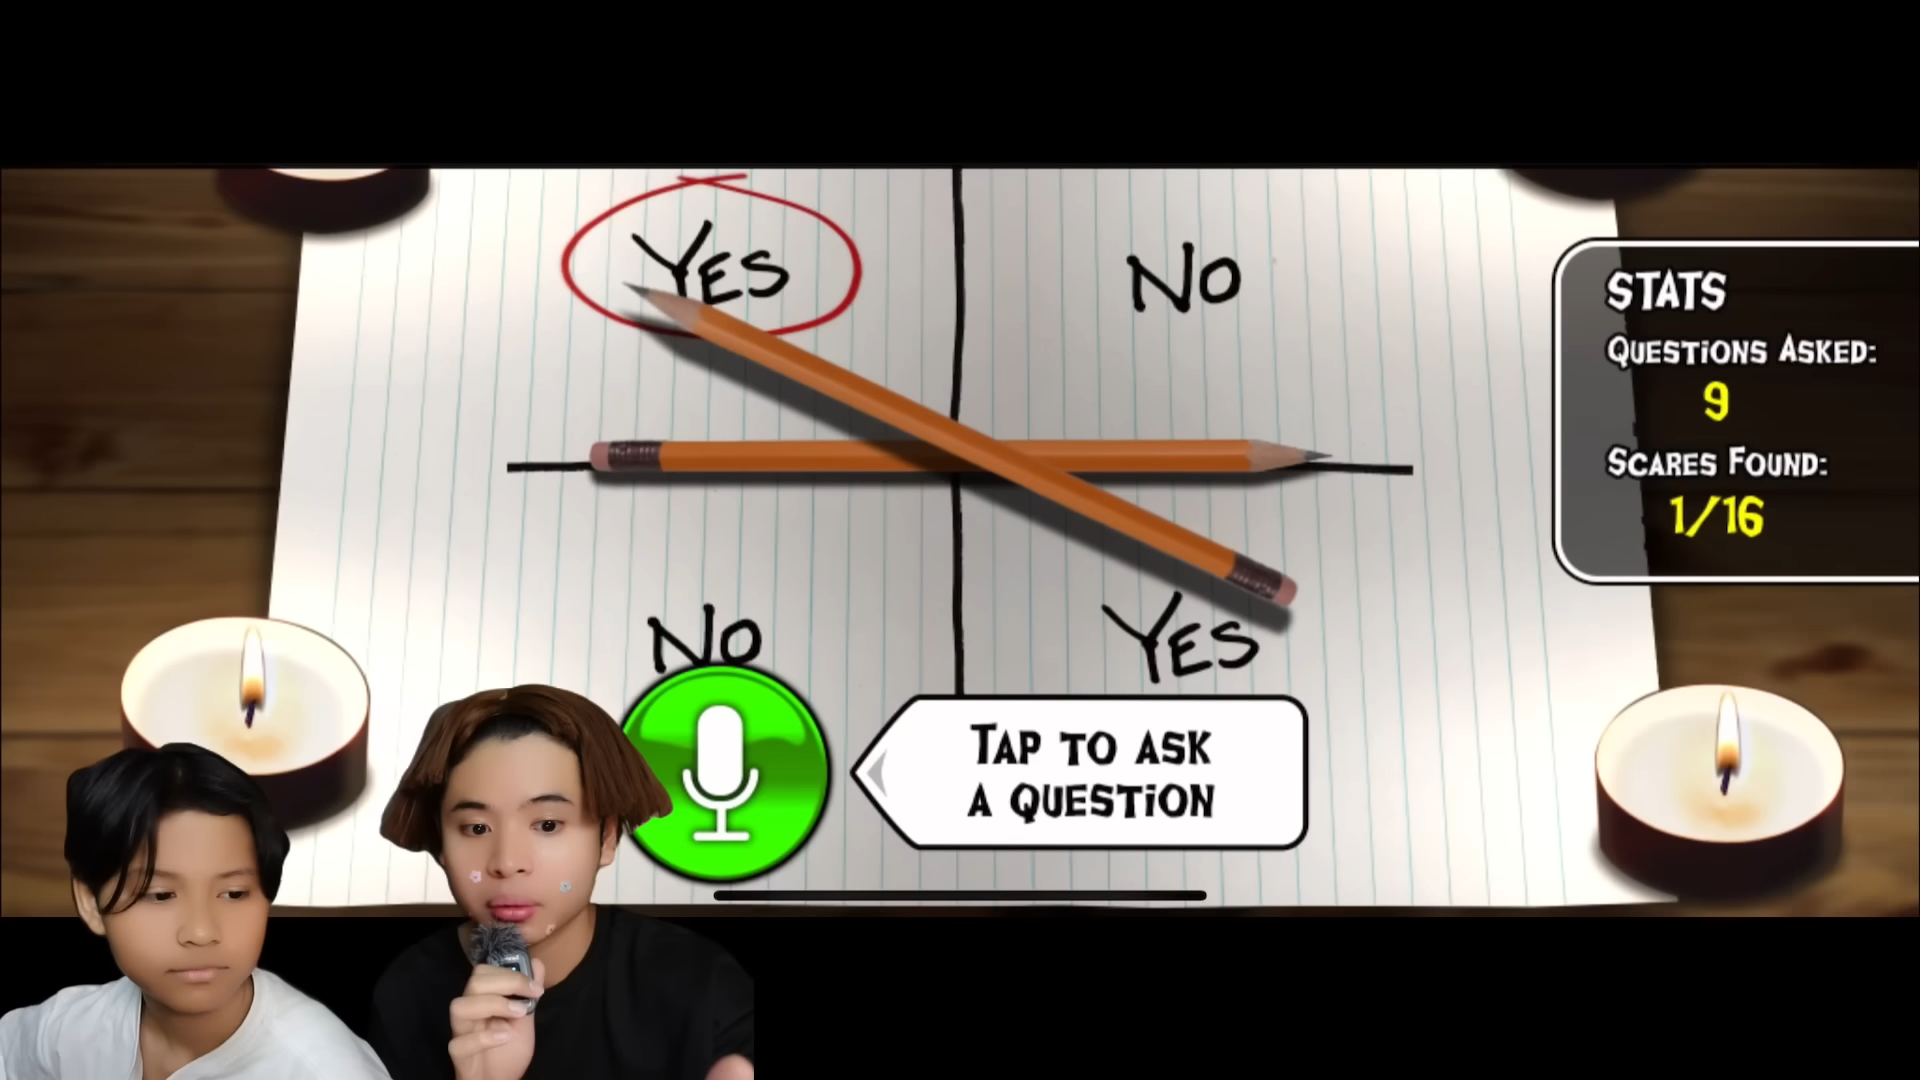 YES
NO
STATS
QUESTIONS ASKED:
9
SCARES FOUND:
1/16
NO
YES
TAP TO ASK
A QUESTION